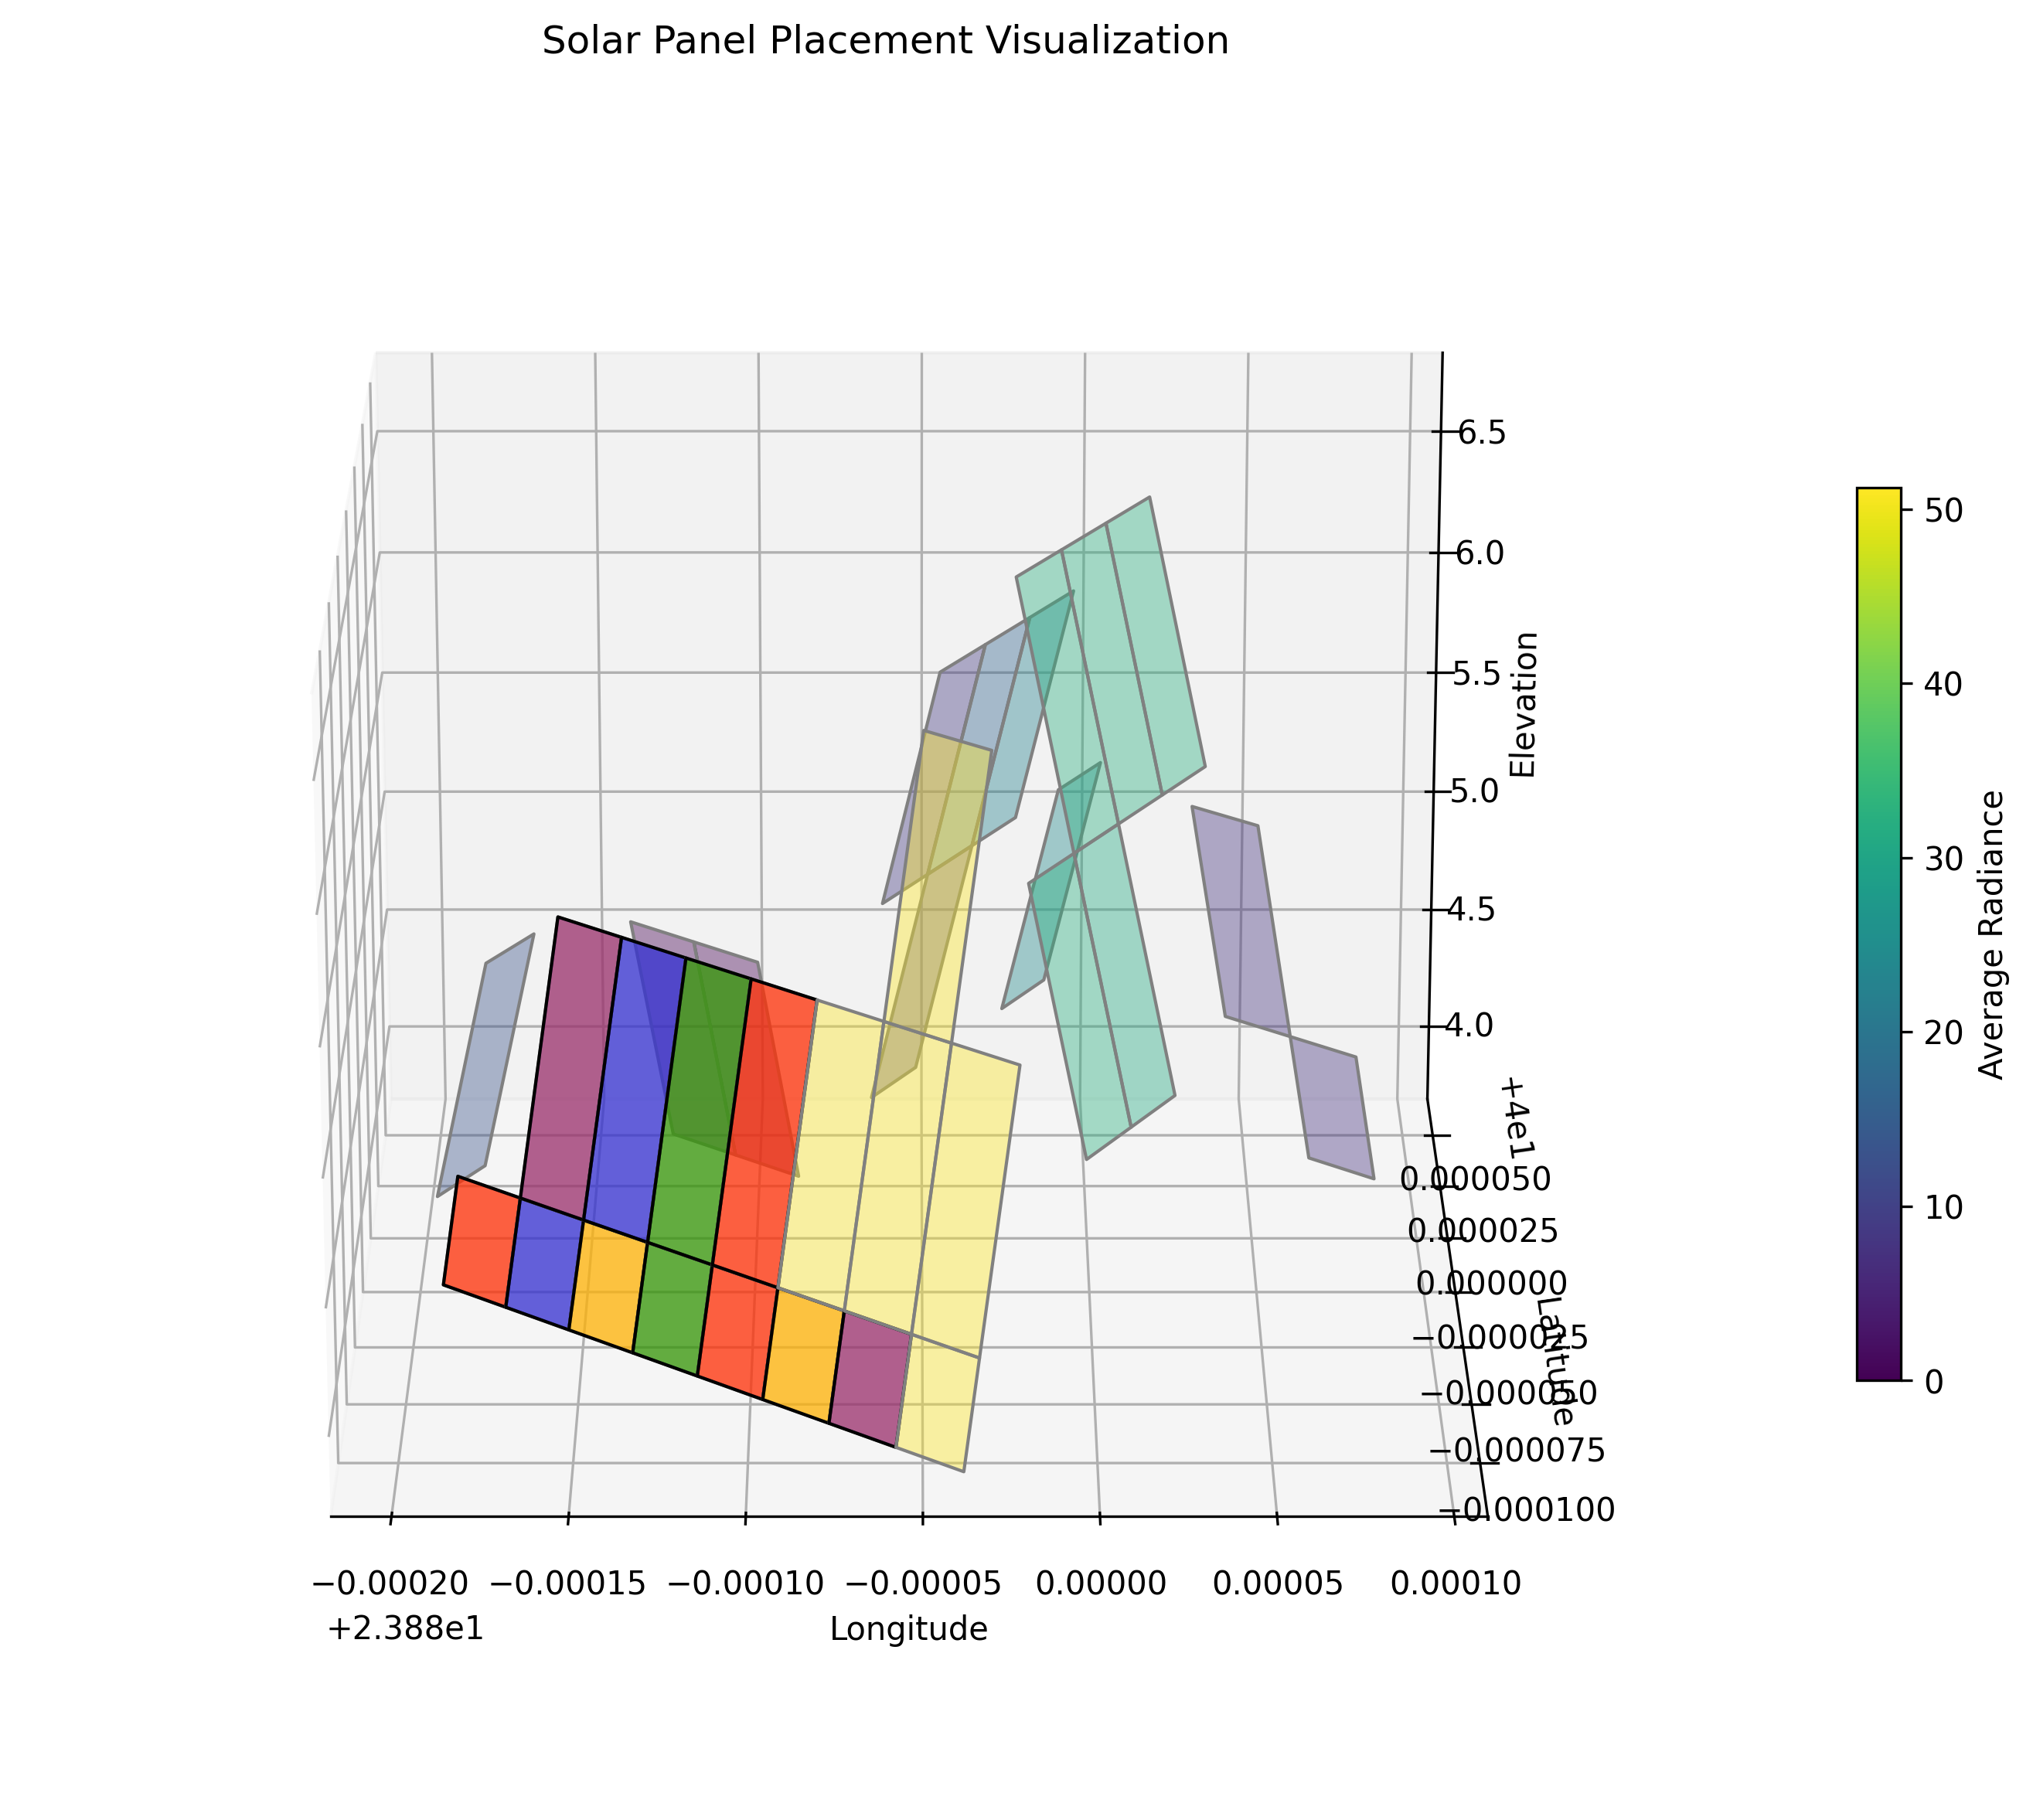 Solar Panel Placement Visualization
6.5
6.0
5.5
5.0
4.5
4.0
Elevation
+4e1
0.000050
0.000025
0.000000
−0.000025
−0.000050
−0.000075
−0.000100
Latitude
−0.00020 −0.00015 −0.00010 −0.00005 0.00000 0.00005 0.00010
+2.388e1
Longitude
50
40
30
20
10
0
Average Radiance